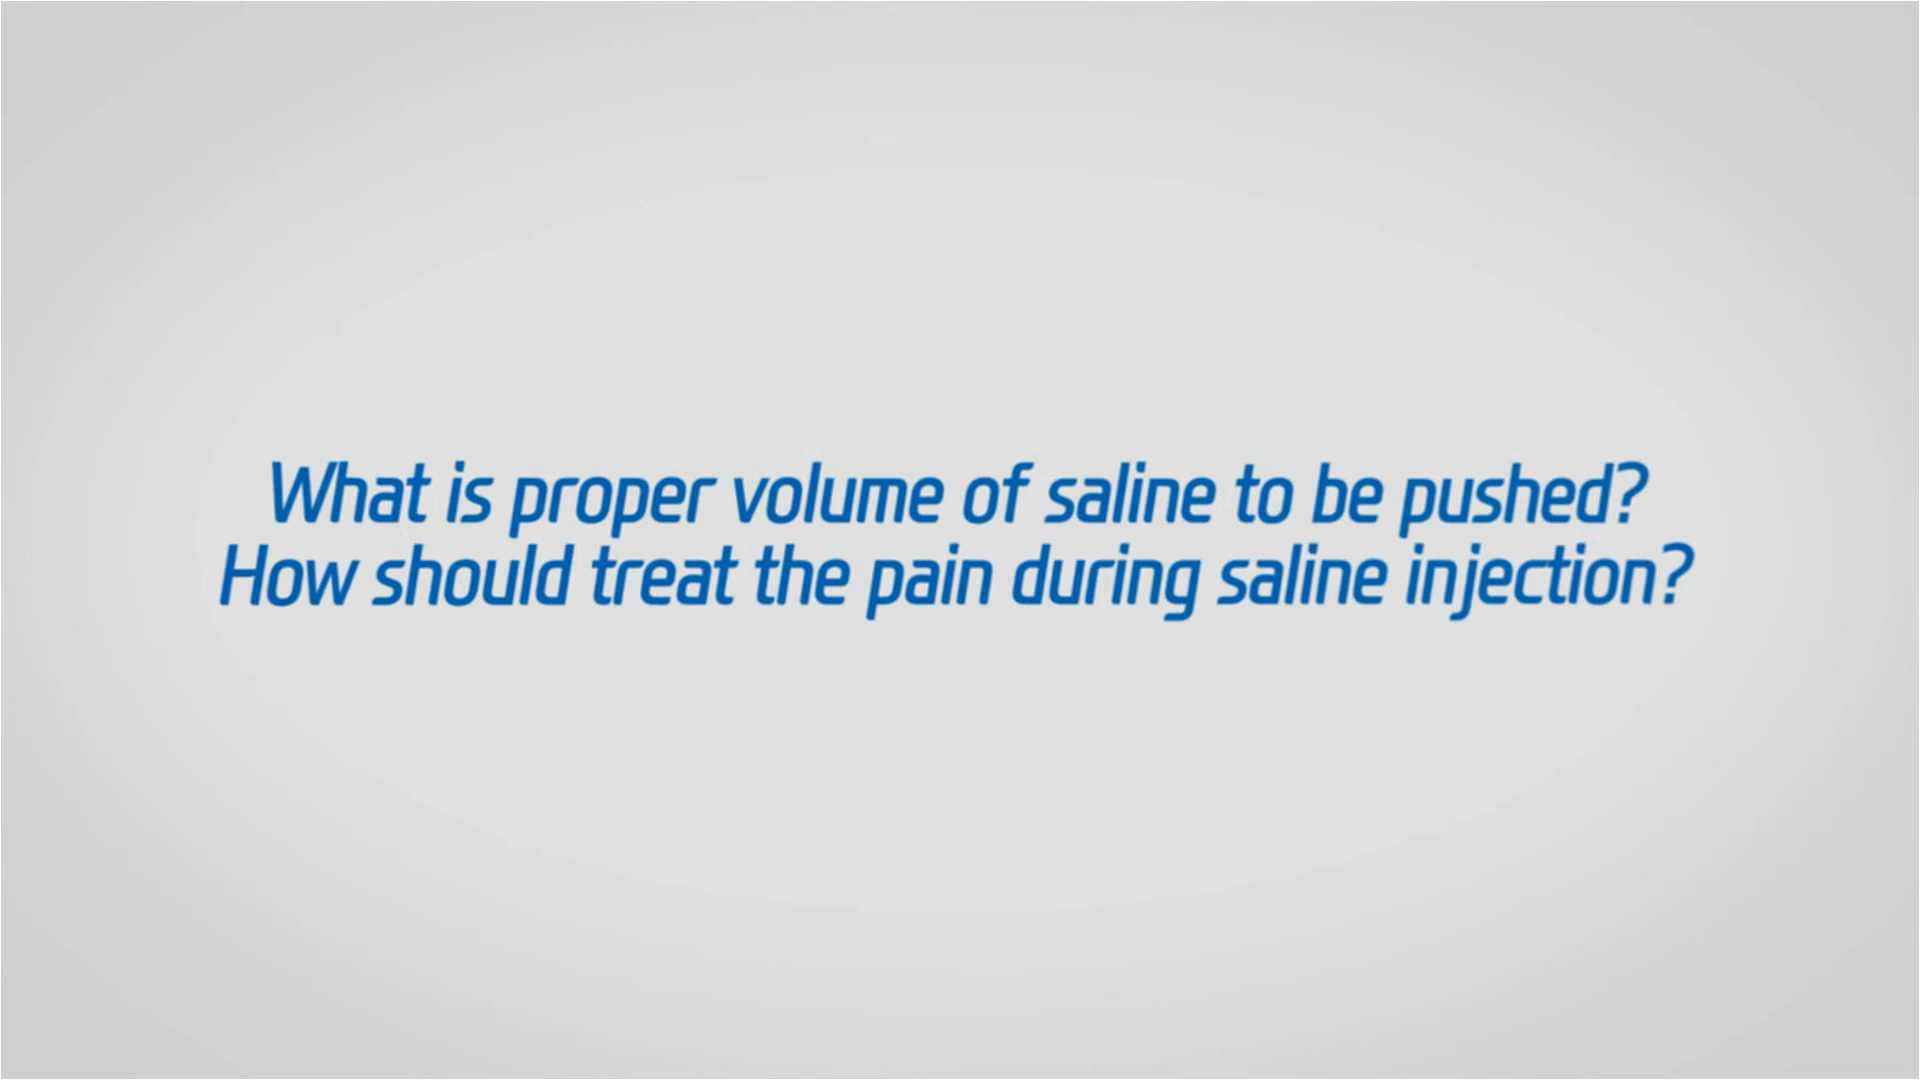 What is proper volume of saline to be pushed?
How should treat the pain during saline injection?